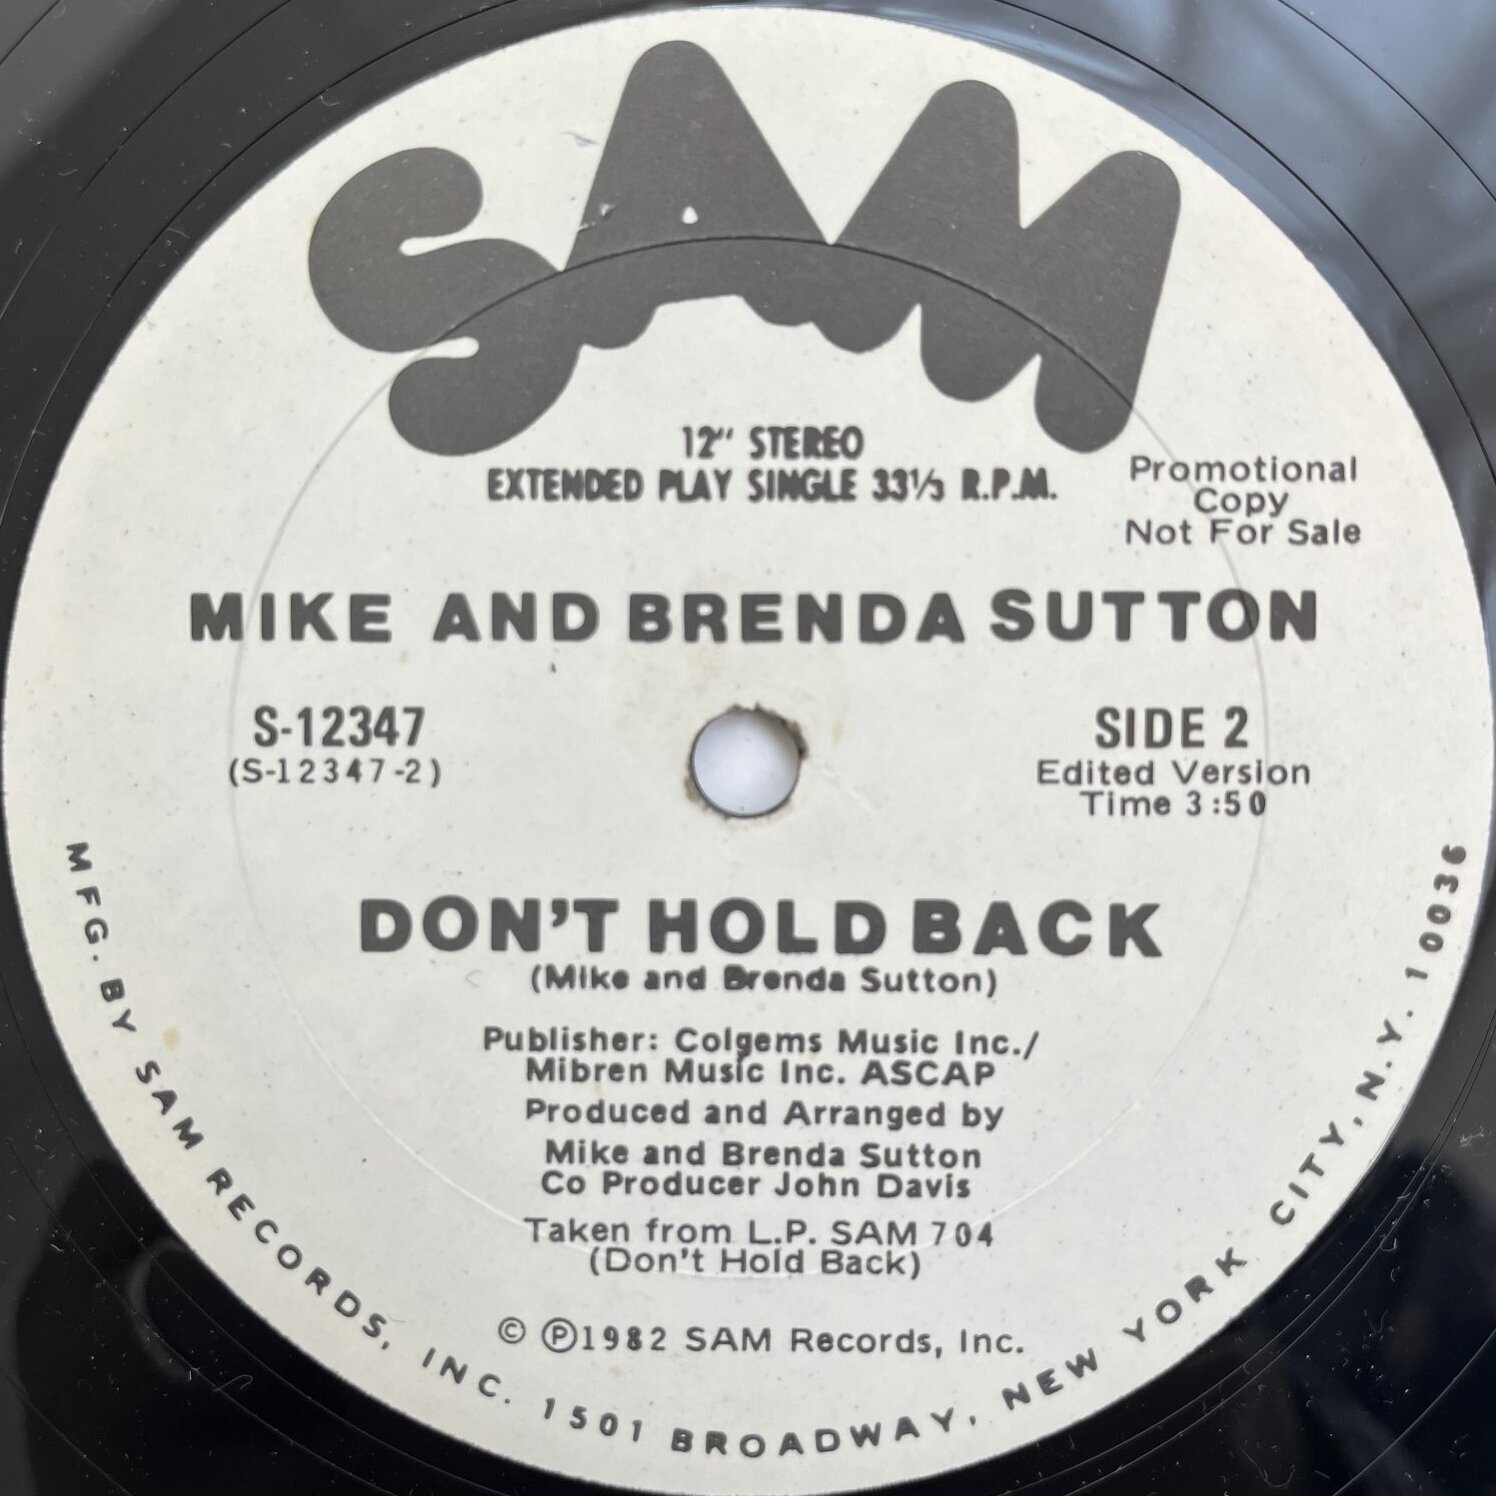 SAM
12" STEREO
EXTENDED PLAY SINGLE 33⅓ R.P.M.
Promotional
Copy
Not For Sale
MIKE AND BRENDA SUTTON
S-12347
(S-12347-2)
SIDE 2
Edited Version
Time 3:50
DON'T HOLD BACK
(Mike and Brenda Sutton)
Publisher: Colgems Music Inc./
Mibren Music Inc. ASCAP
Produced and Arranged by
Mike and Brenda Sutton
Co Producer John Davis
Taken from L.P. SAM 704
(Don't Hold Back)
© ℗1982 SAM Records, Inc.
MFG. BY SAM RECORDS, INC. 1501 BROADWAY, NEW YORK CITY, N.Y. 10036